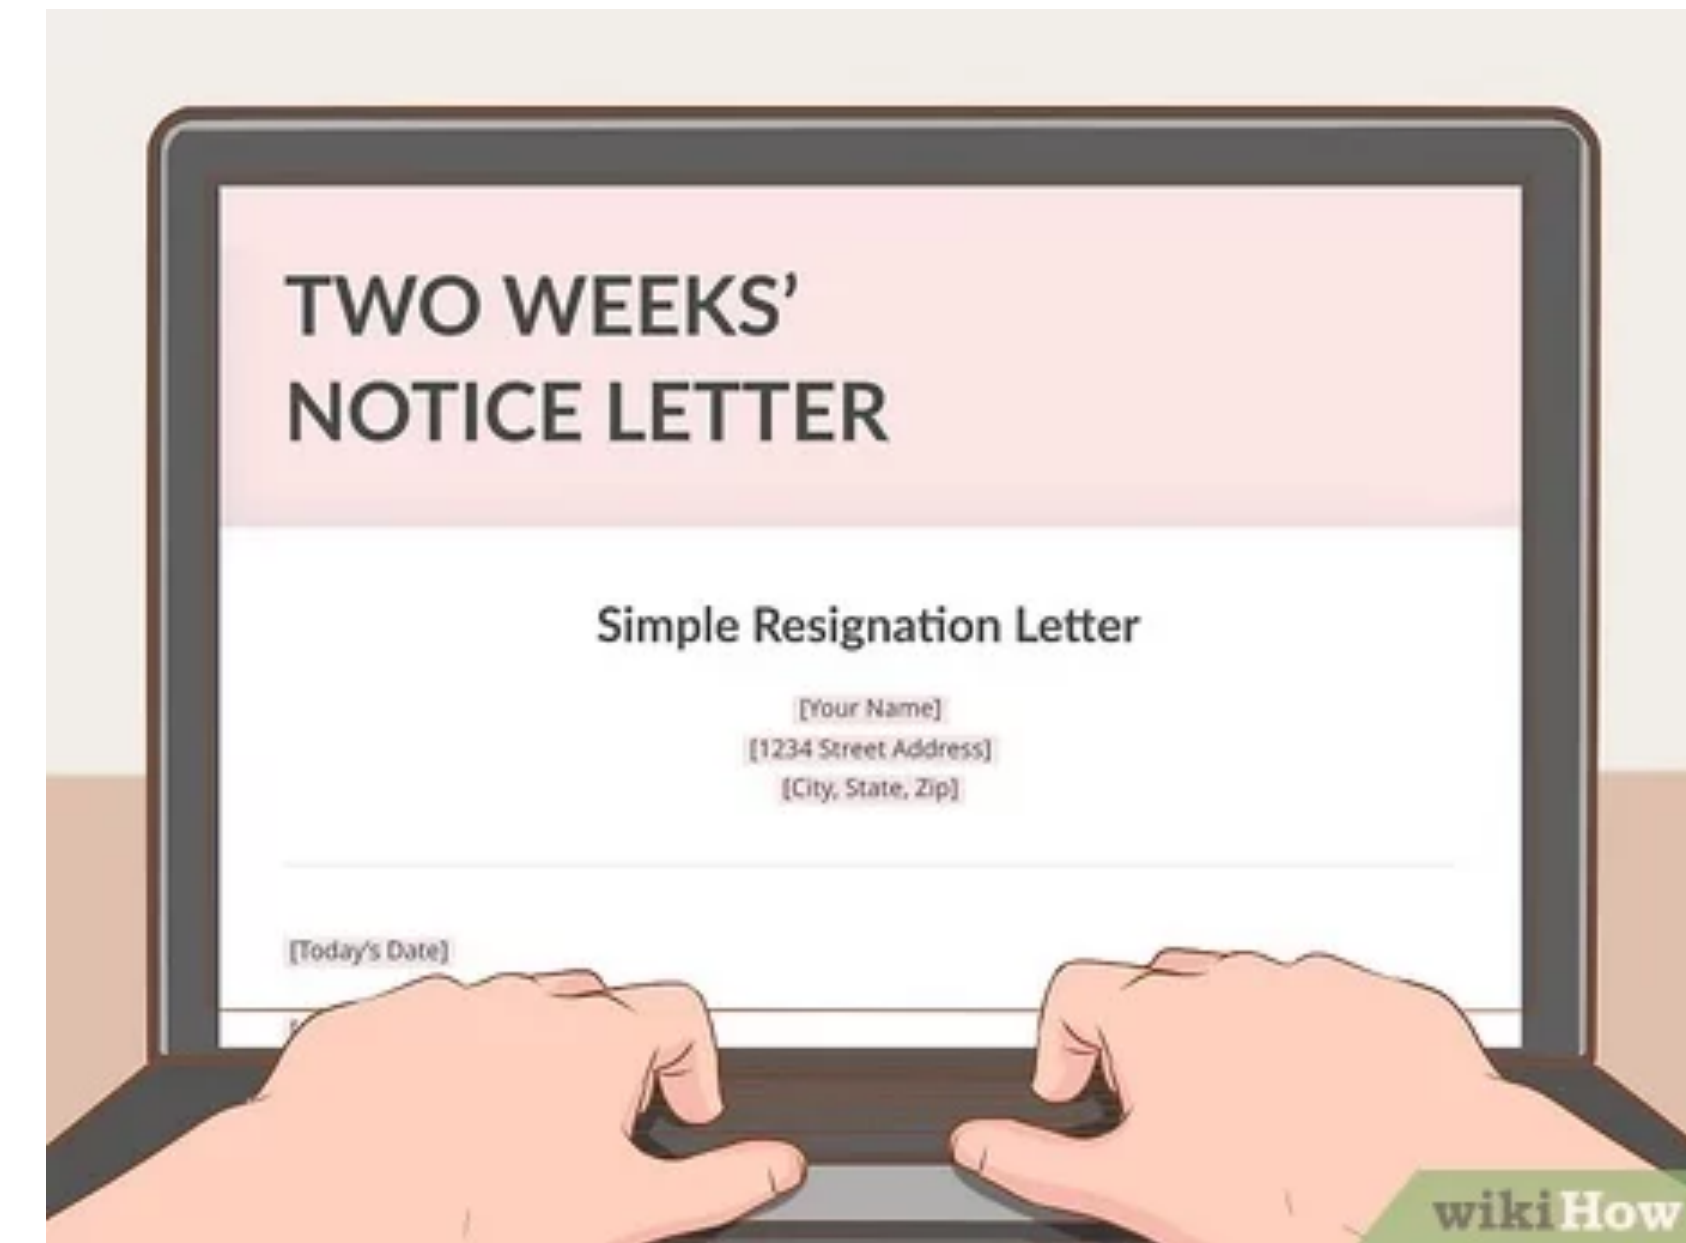 TWO WEEKS’
NOTICE LETTER
Simple Resignation Letter
[Your Name]
[1234 Street Address]
[City, State, Zip]
[Today's Date]
wikiHow